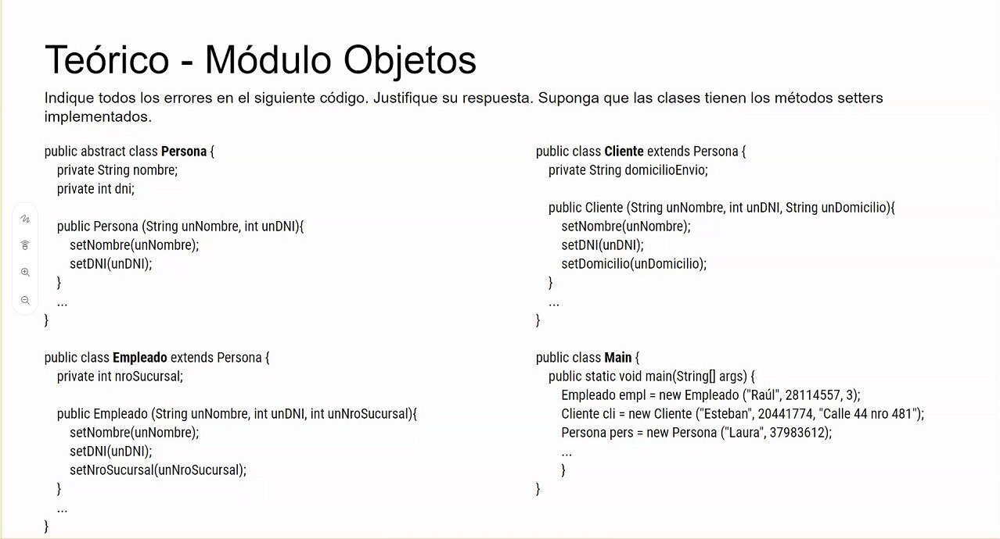 Teórico - Módulo Objetos
Indique todos los errores en el siguiente código. Justifique su respuesta. Suponga que las clases tienen los métodos setters
implementados.
public abstract class Persona {
private String nombre;
private int dni;
public Persona (String unNombre, int unDNI){
setNombre(unNombre);
setDNI(unDNI);
}
...
}
public class Empleado extends Persona {
private int nroSucursal;
public Empleado (String unNombre, int unDNI, int unNroSucursal){
setNombre(unNombre);
setDNI(unDNI);
setNroSucursal(unNroSucursal);
}
...
}
public class Cliente extends Persona {
private String domicilioEnvio;
public Cliente (String unNombre, int unDNI, String unDomicilio){
setNombre(unNombre);
setDNI(unDNI);
setDomicilio(unDomicilio);
}
...
}
public class Main {
public static void main(String[] args) {
Empleado empl = new Empleado ("Raúl", 28114557, 3);
Cliente cli = new Cliente ("Esteban", 20441774, "Calle 44 nro 481");
Persona pers = new Persona ("Laura", 37983612);
...
}
}